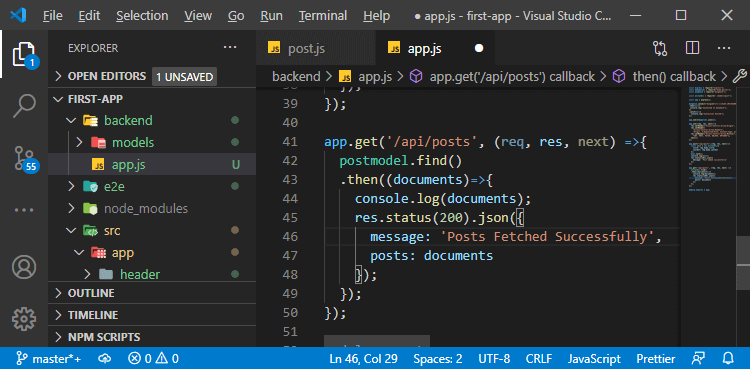 File Edit Selection View Go Run Terminal Help ● app.js - first-app - Visual Studio C...
1
55
EXPLORER
OPEN EDITORS 1 UNSAVED
FIRST-APP
backend
models
JS app.js U
e2e
node_modules
src
app
header
OUTLINE
TIMELINE
NPM SCRIPTS
JS post.js JS app.js ●
backend > JS app.js > app.get('/api/posts') callback > then() callback >
39 });
40
41 app.get('/api/posts', (req, res, next) =>{
42 postmodel.find()
43 .then((documents)=>{
44 console.log(documents);
45 res.status(200).json({
46 message: 'Posts Fetched Successfully',
47 posts: documents
48 });
49 });
50 });
51
master*+ 0 0 Ln 46, Col 29 Spaces: 2 UTF-8 CRLF JavaScript Prettier